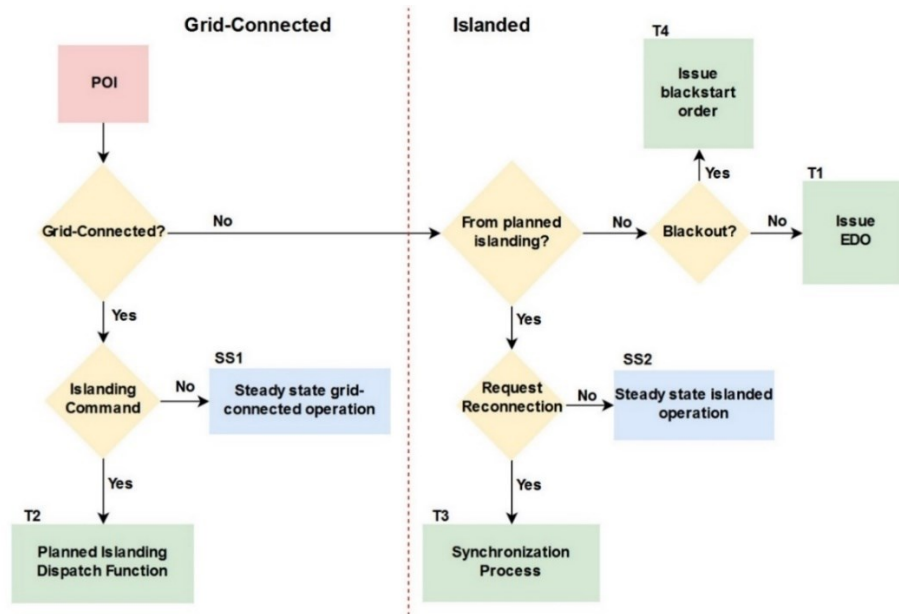 Grid-Connected
Islanded
POI
T4
Issue
blackstart
order
Yes
Grid-Connected?
No
From planned
islanding?
No
Blackout?
No
T1
Issue
EDO
Yes
Yes
Islanding
Command
No
SS1
Steady state grid-
connected operation
Request
Reconnection
No
SS2
Steady state islanded
operation
Yes
Yes
T2
Planned Islanding
Dispatch Function
T3
Synchronization
Process